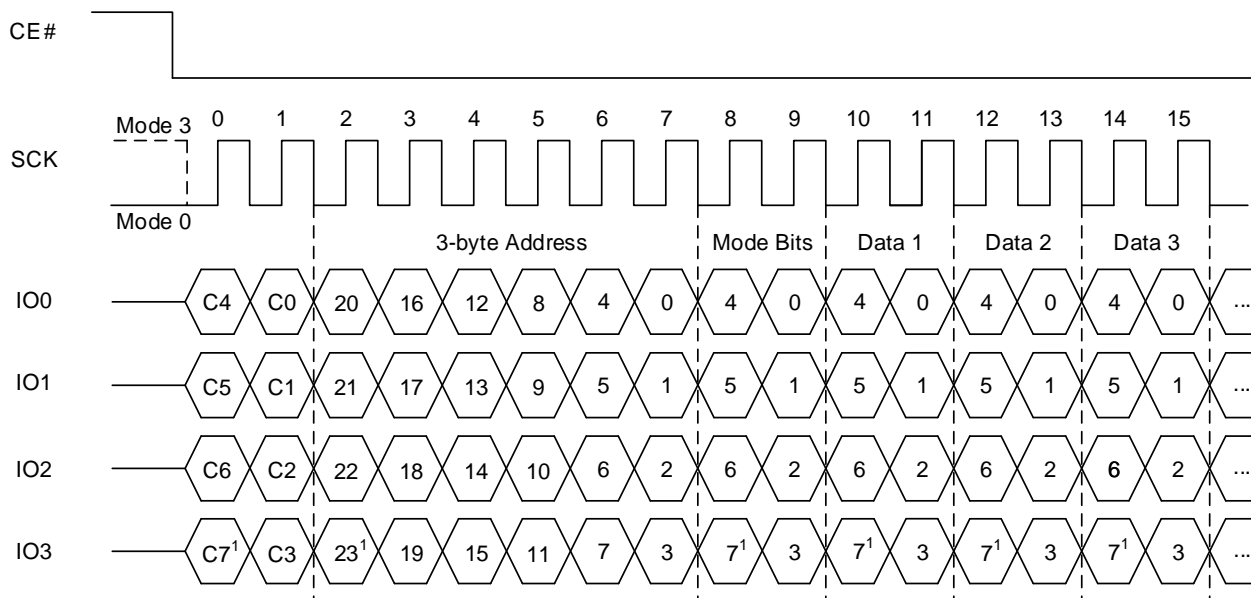 CE#
Mode 3
0 1 2 3 4 5 6 7 8 9 10 11 12 13 14 15
SCK
Mode 0
3-byte Address Mode Bits Data 1 Data 2 Data 3
IO0 C4 C0 20 16 12 8 4 0 4 0 4 0 4 0 4 0 ...
IO1 C5 C1 21 17 13 9 5 1 5 1 5 1 5 1 5 1 ...
IO2 C6 C2 22 18 14 10 6 2 6 2 6 2 6 2 6 2 ...
IO3 C7¹ C3 23¹ 19 15 11 7 3 7¹ 3 7¹ 3 7¹ 3 7¹ 3 ...